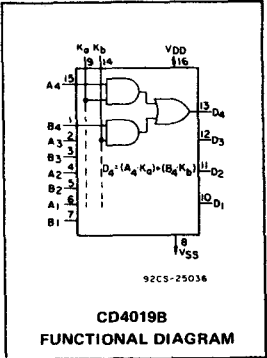 Ka Kb VDD
9 14 16
15
A4
13
D4
1
B4
12
D3
A3 2
B3 3
D4=(A4·Ka)+(B4·Kb) 11 D2
A2 4
B2 5
10 D1
A1 6
B1 7
8
VSS
92CS-25036
CD4019B
FUNCTIONAL DIAGRAM